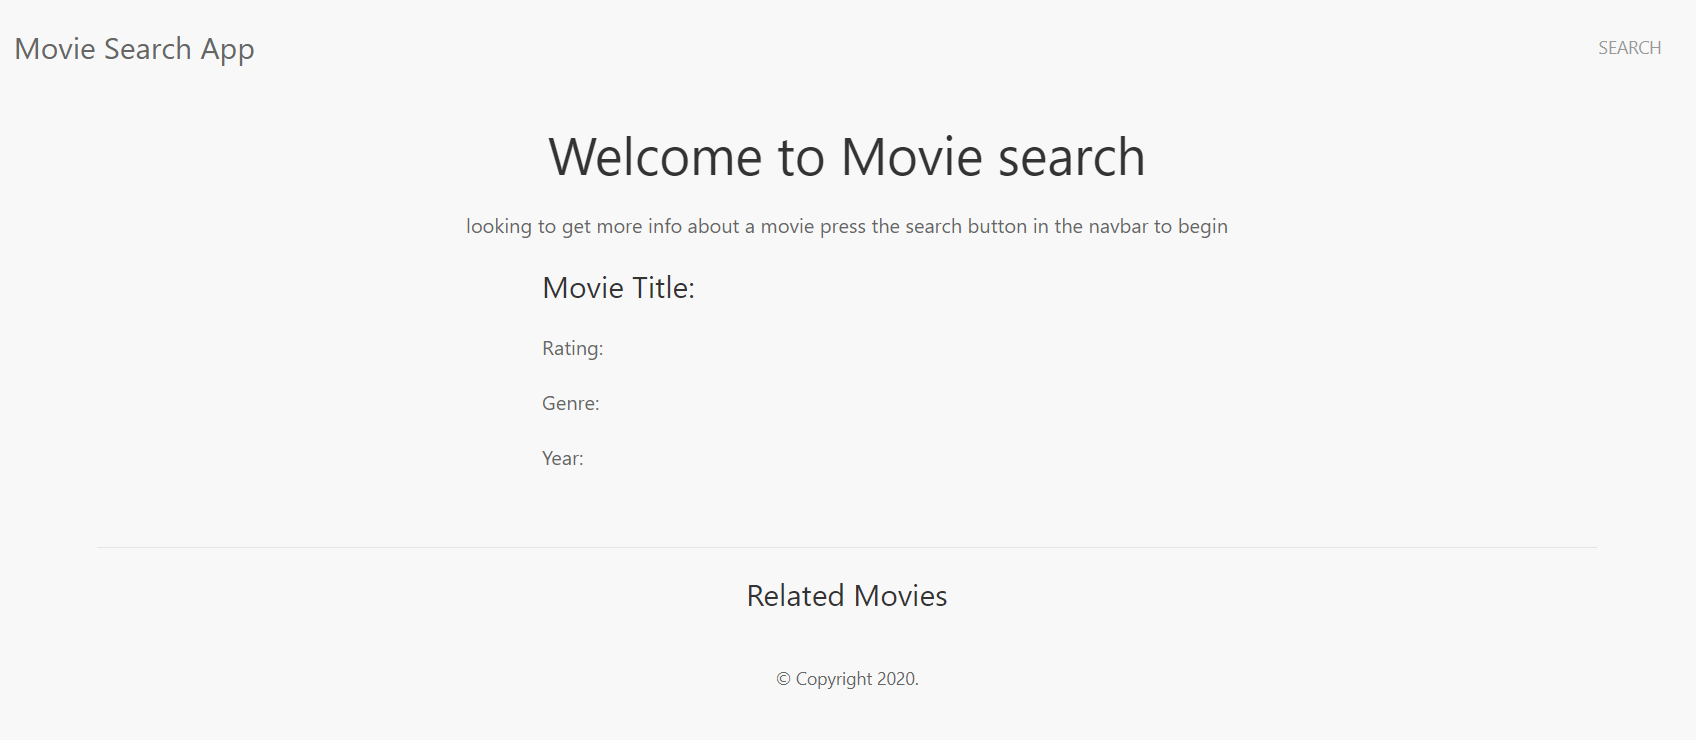 Movie Search App
SEARCH
Welcome to Movie search
looking to get more info about a movie press the search button in the navbar to begin
Movie Title:
Rating:
Genre:
Year:
Related Movies
© Copyright 2020.